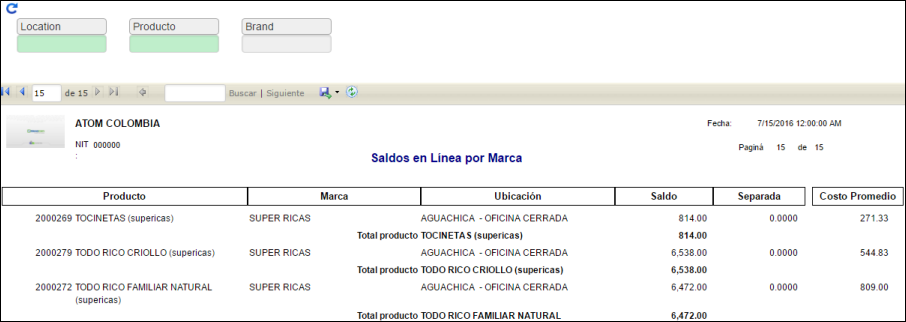 Location Producto Brand
15 de 15 Buscar | Siguiente
ATOM COLOMBIA Fecha: 7/15/2016 12:00:00 AM
NIT 000000 Paginá 15 de 15
:
Saldos en Línea por Marca
Producto Marca Ubicación Saldo Separada Costo Promedio
2000269 TOCINETAS (supericas) SUPER RICAS AGUACHICA - OFICINA CERRADA 814.00 0.0000 271.33
Total producto TOCINETAS (supericas) 814.00
2000279 TODO RICO CRIOLLO (supericas) SUPER RICAS AGUACHICA - OFICINA CERRADA 6,538.00 0.0000 544.83
Total producto TODO RICO CRIOLLO (supericas) 6,538.00
2000272 TODO RICO FAMILIAR NATURAL SUPER RICAS AGUACHICA - OFICINA CERRADA 6,472.00 0.0000 809.00
(supericas)
Total producto TODO RICO FAMILIAR NATURAL 6,472.00